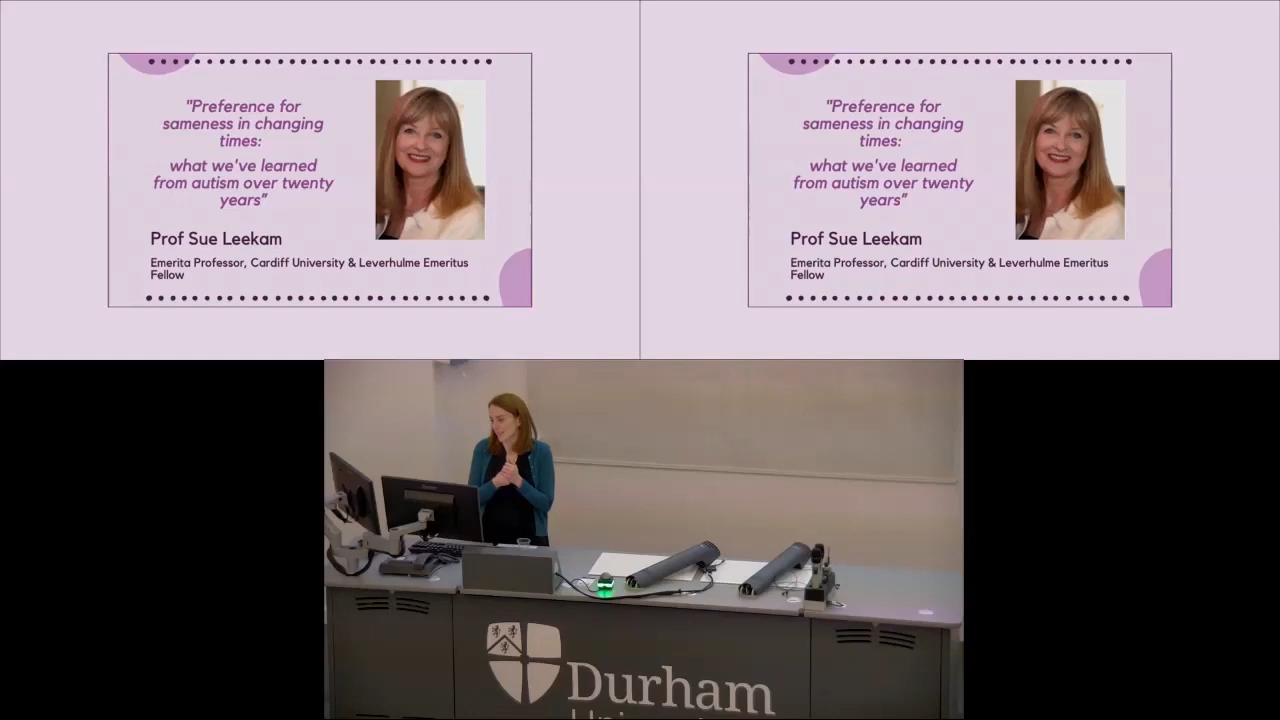 "Preference for
sameness in changing
times:
what we've learned
from autism over twenty
years"
Prof Sue Leekam
Emerita Professor, Cardiff University & Leverhulme Emeritus
Fellow
"Preference for
sameness in changing
times:
what we've learned
from autism over twenty
years"
Prof Sue Leekam
Emerita Professor, Cardiff University & Leverhulme Emeritus
Fellow
Durham